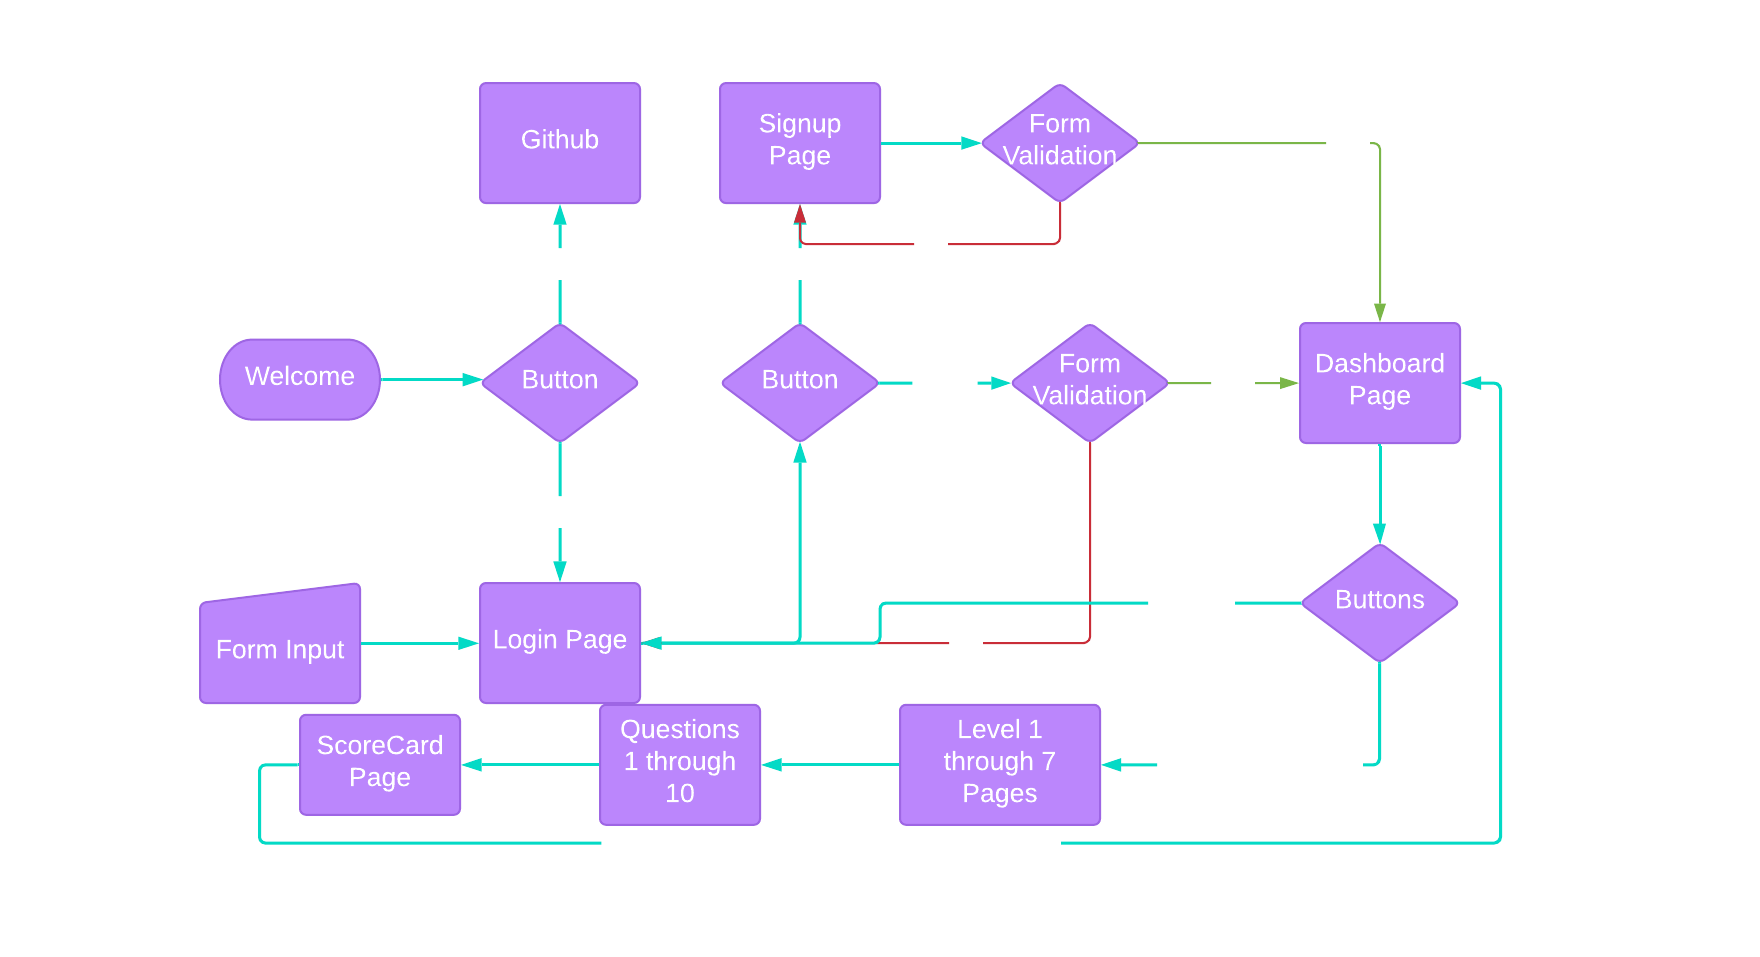 Github
Signup
Page
Form
Validation
Welcome
Button
Button
Form
Validation
Dashboard
Page
Form Input
Login Page
Buttons
ScoreCard
Page
Questions
1 through
10
Level 1
through 7
Pages